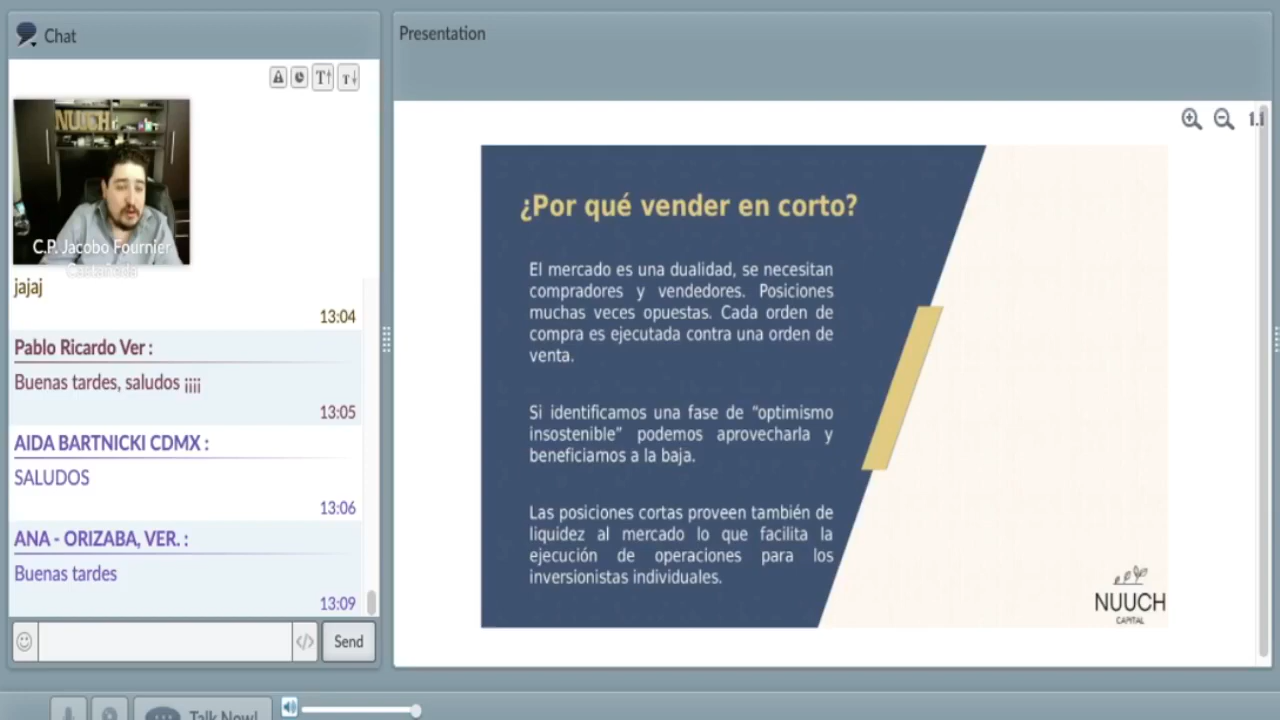 Chat
Presentation
NUUCH
C.P. Jacobo Fournier
Castañeda
jajaj
13:04
Pablo Ricardo Ver :
Buenas tardes, saludos ¡¡¡¡
13:05
AIDA BARTNICKI CDMX :
SALUDOS
13:06
ANA - ORIZABA, VER. :
Buenas tardes
13:09
Send
Talk Now!
¿Por qué vender en corto?
El mercado es una dualidad, se necesitan
compradores y vendedores. Posiciones
muchas veces opuestas. Cada orden de
compra es ejecutada contra una orden de
venta.
Si identificamos una fase de “optimismo
insostenible” podemos aprovecharla y
beneficiarnos a la baja.
Las posiciones cortas proveen también de
liquidez al mercado lo que facilita la
ejecución de operaciones para los
inversionistas individuales.
NUUCH
CAPITAL